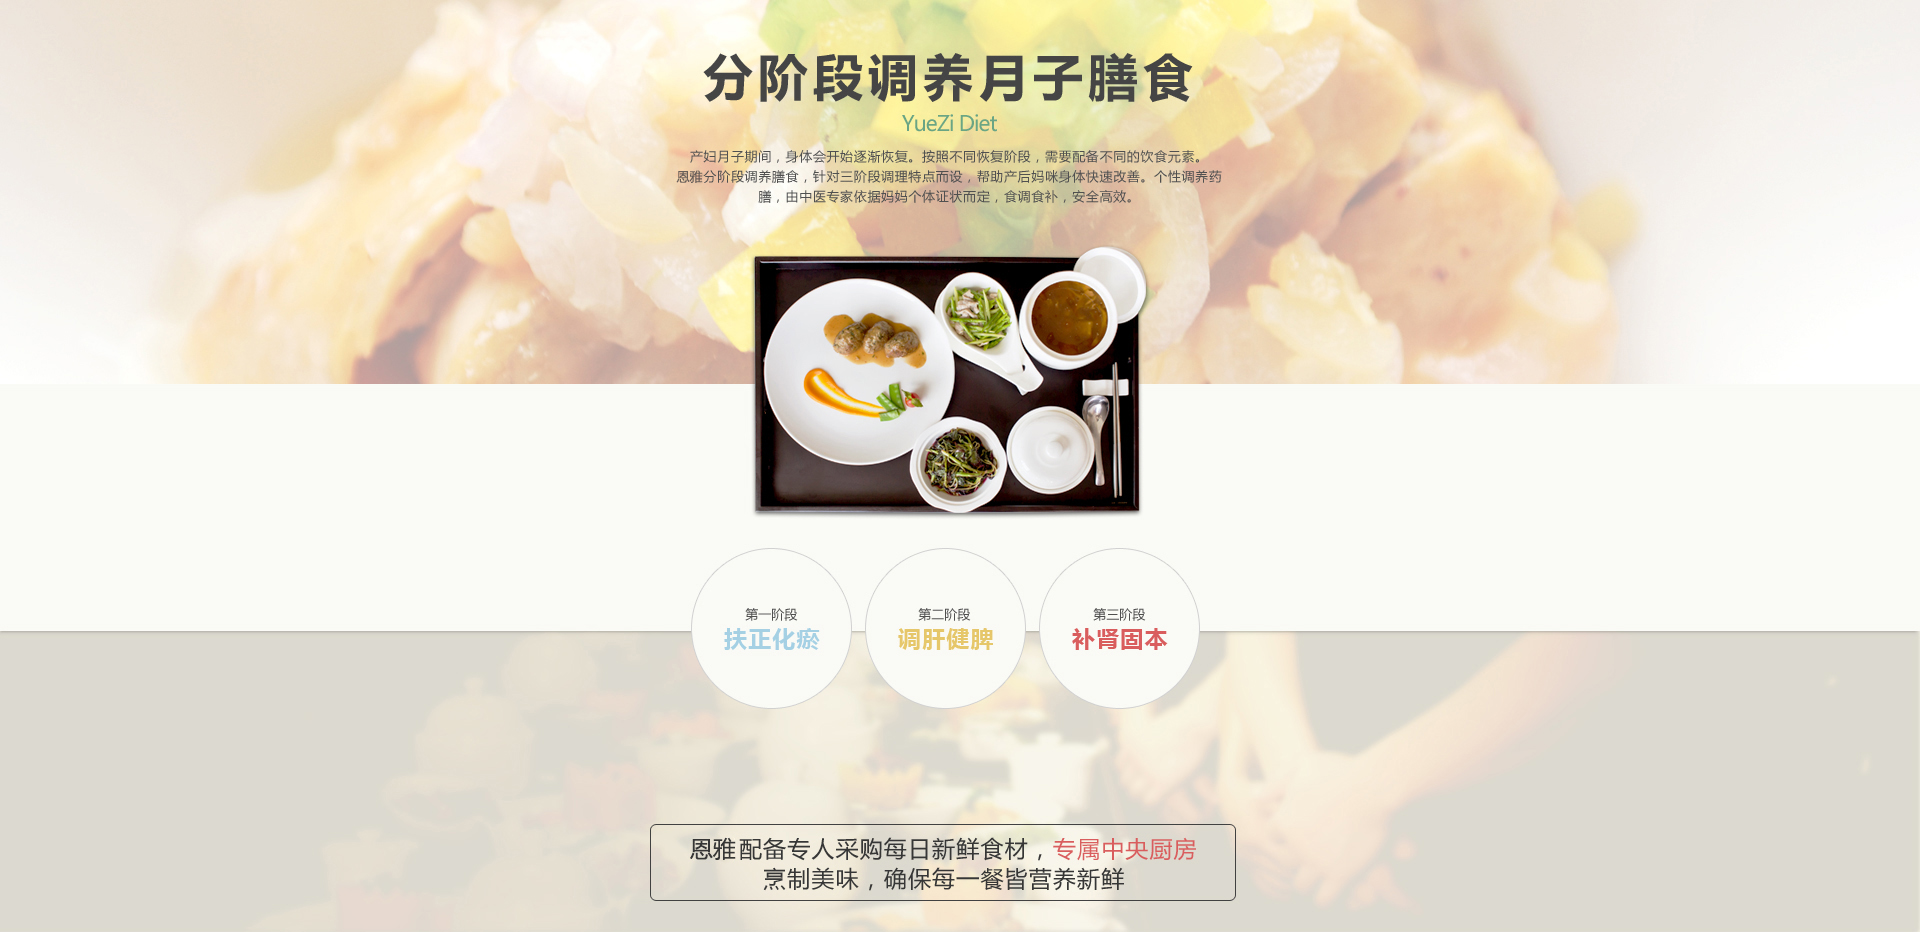 分阶段调养月子膳食
YueZi Diet
产妇月子期间，身体会开始逐渐恢复。按照不同恢复阶段，需要配备不同的饮食元素。
恩雅分阶段调养膳食，针对三阶段调理特点而设，帮助产后妈咪身体快速改善。个性调养药
膳，由中医专家依据妈妈个体证状而定，食调食补，安全高效。
第一阶段
扶正化瘀
第二阶段
调肝健脾
第三阶段
补肾固本
恩雅配备专人采购每日新鲜食材，专属中央厨房
烹制美味，确保每一餐皆营养新鲜